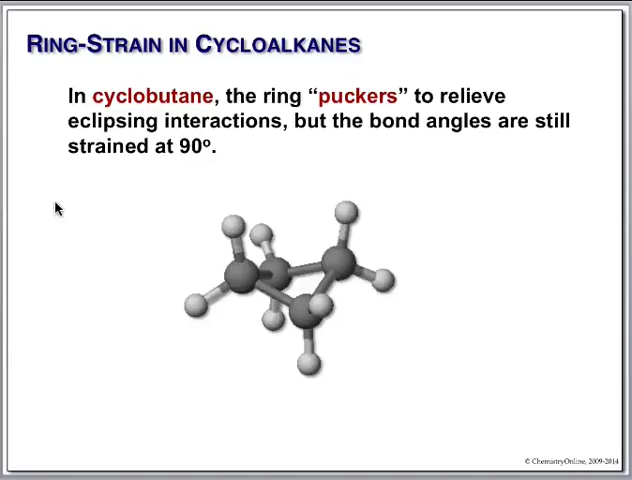 RING-STRAIN IN CYCLOALKANES
In cyclobutane, the ring “puckers” to relieve
eclipsing interactions, but the bond angles are still
strained at 90º.
© ChemistryOnline, 2009-2014